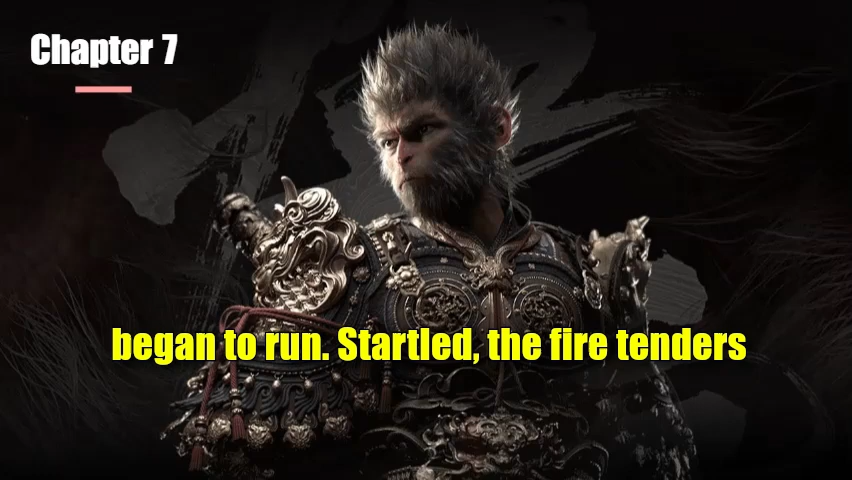 Chapter 7
began to run. Startled, the fire tenders